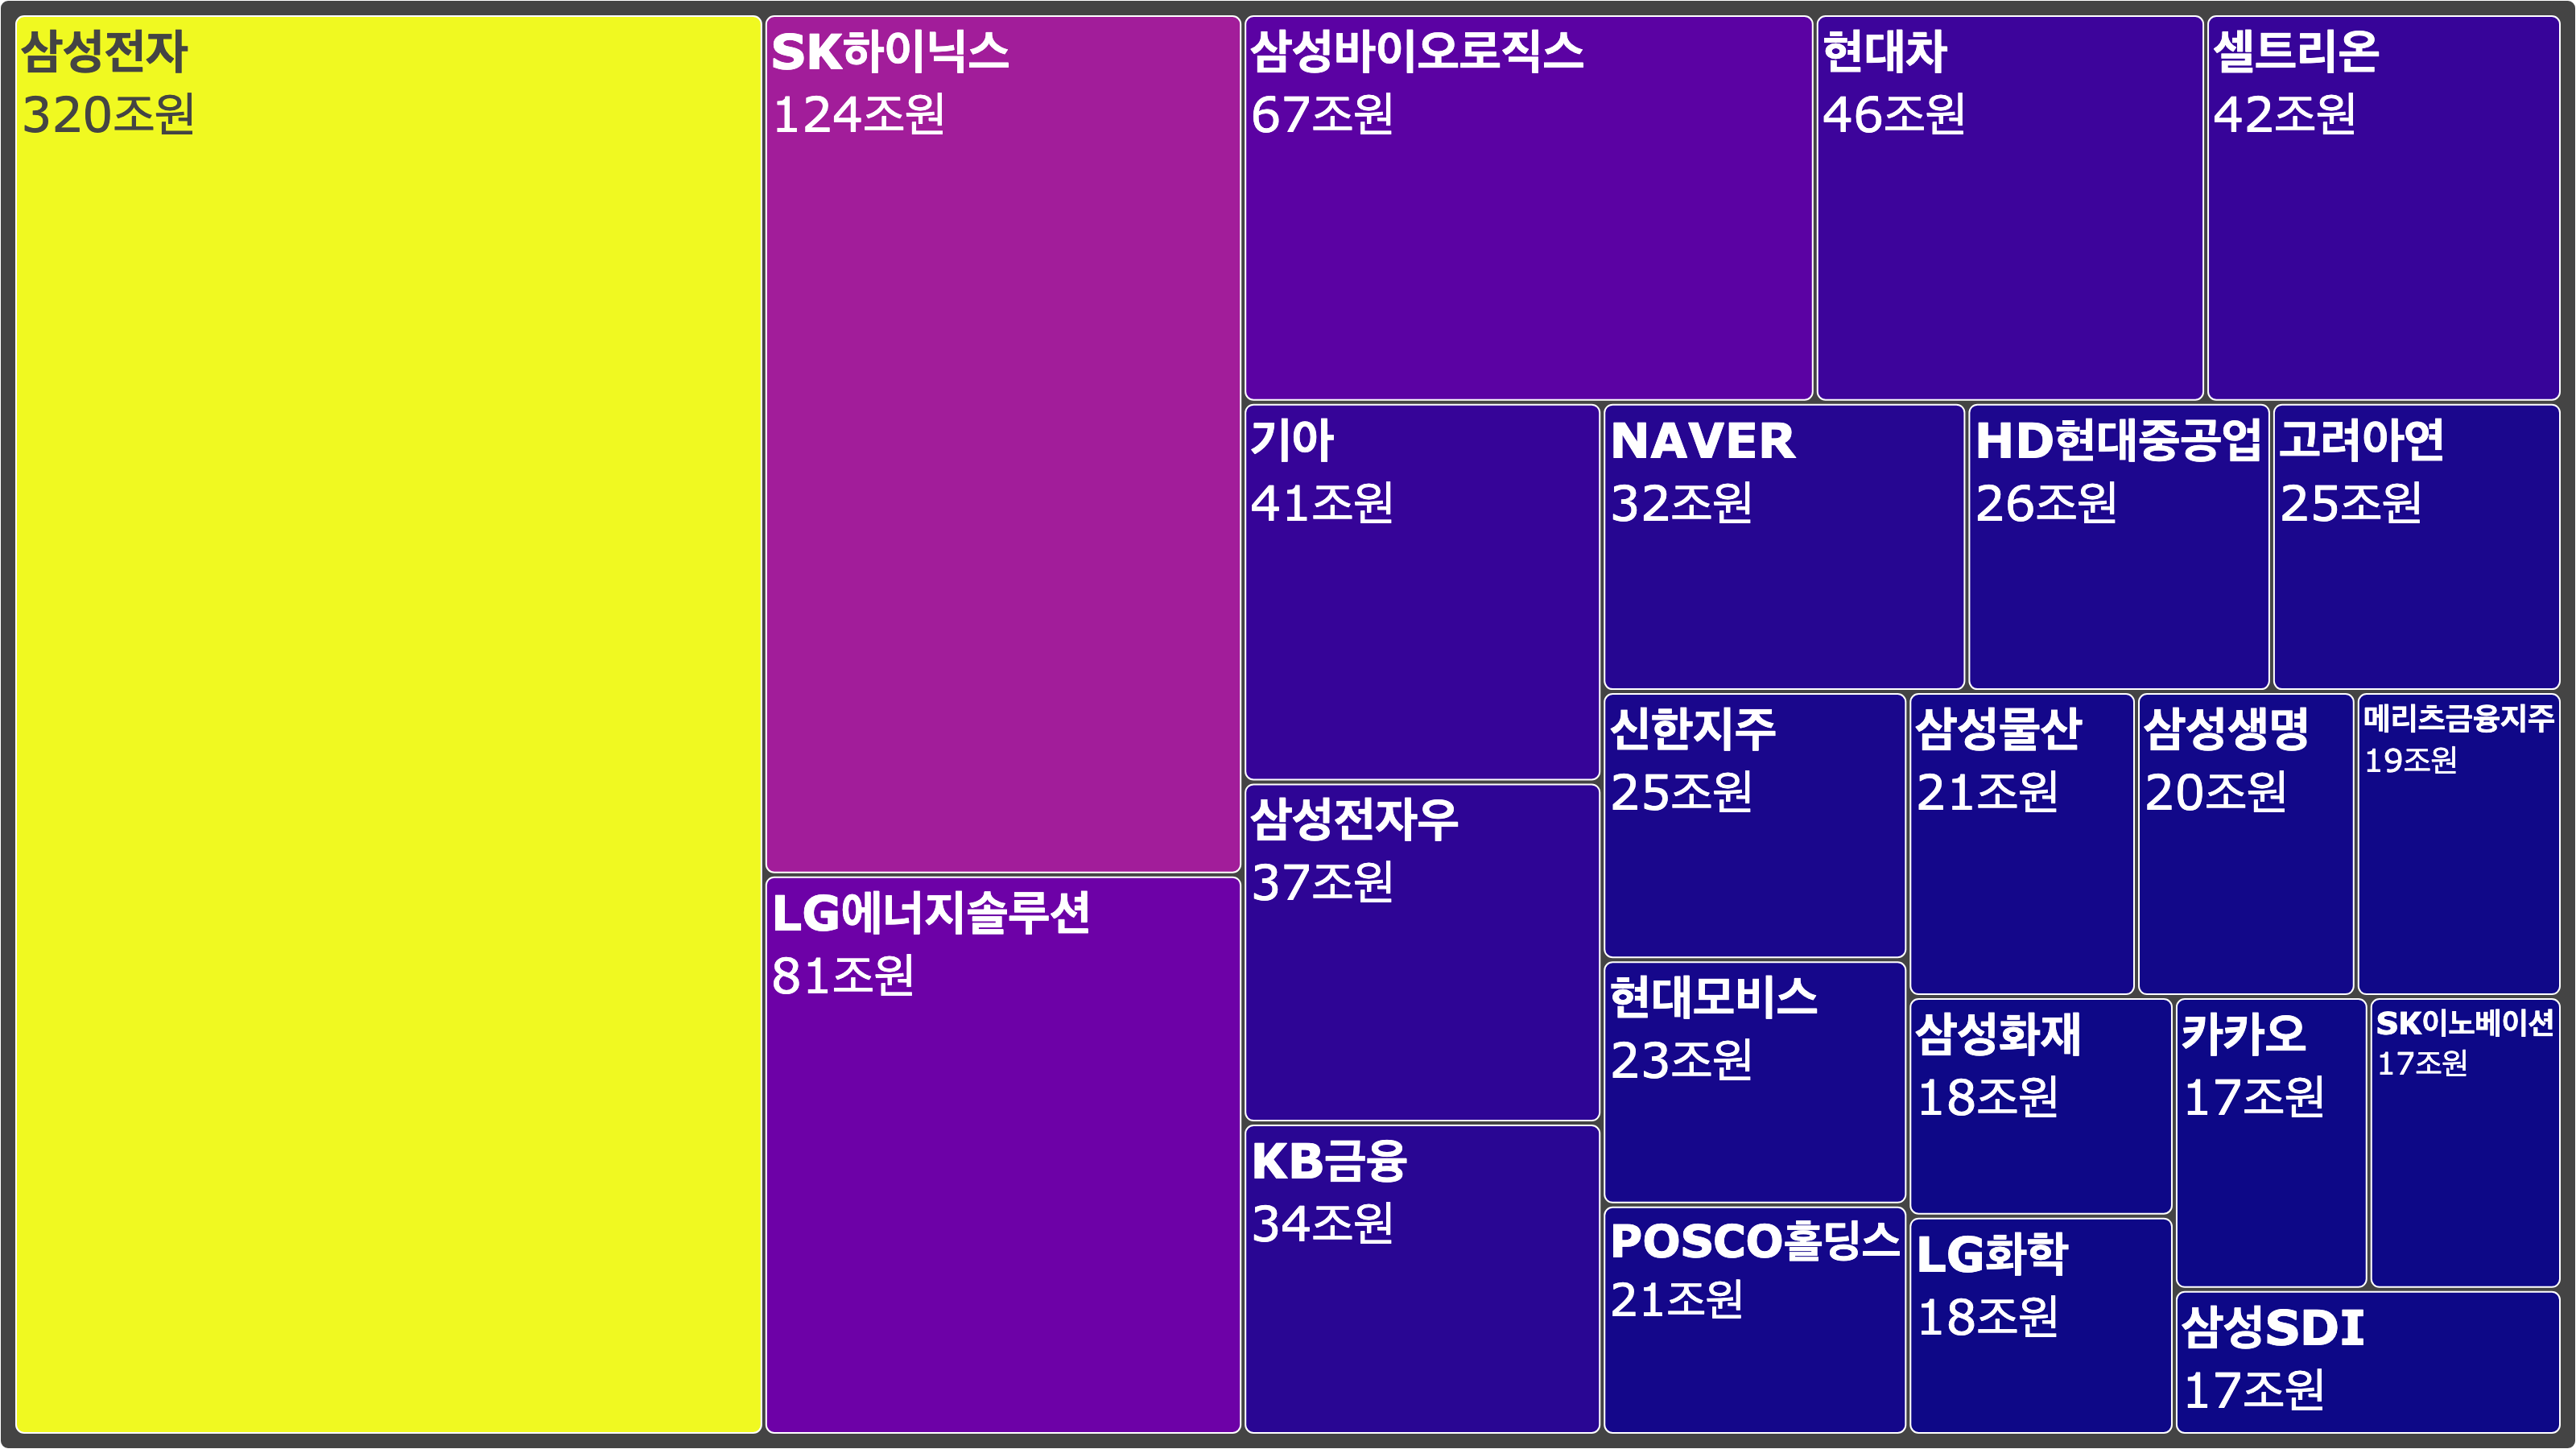 삼성전자
320조원
SK하이닉스
124조원
LG에너지솔루션
81조원
삼성바이오로직스
67조원
현대차
46조원
셀트리온
42조원
기아
41조원
삼성전자우
37조원
KB금융
34조원
NAVER
32조원
HD현대중공업
26조원
고려아연
25조원
신한지주
25조원
현대모비스
23조원
POSCO홀딩스
21조원
삼성물산
21조원
삼성생명
20조원
메리츠금융지주
19조원
삼성화재
18조원
LG화학
18조원
카카오
17조원
SK이노베이션
17조원
삼성SDI
17조원